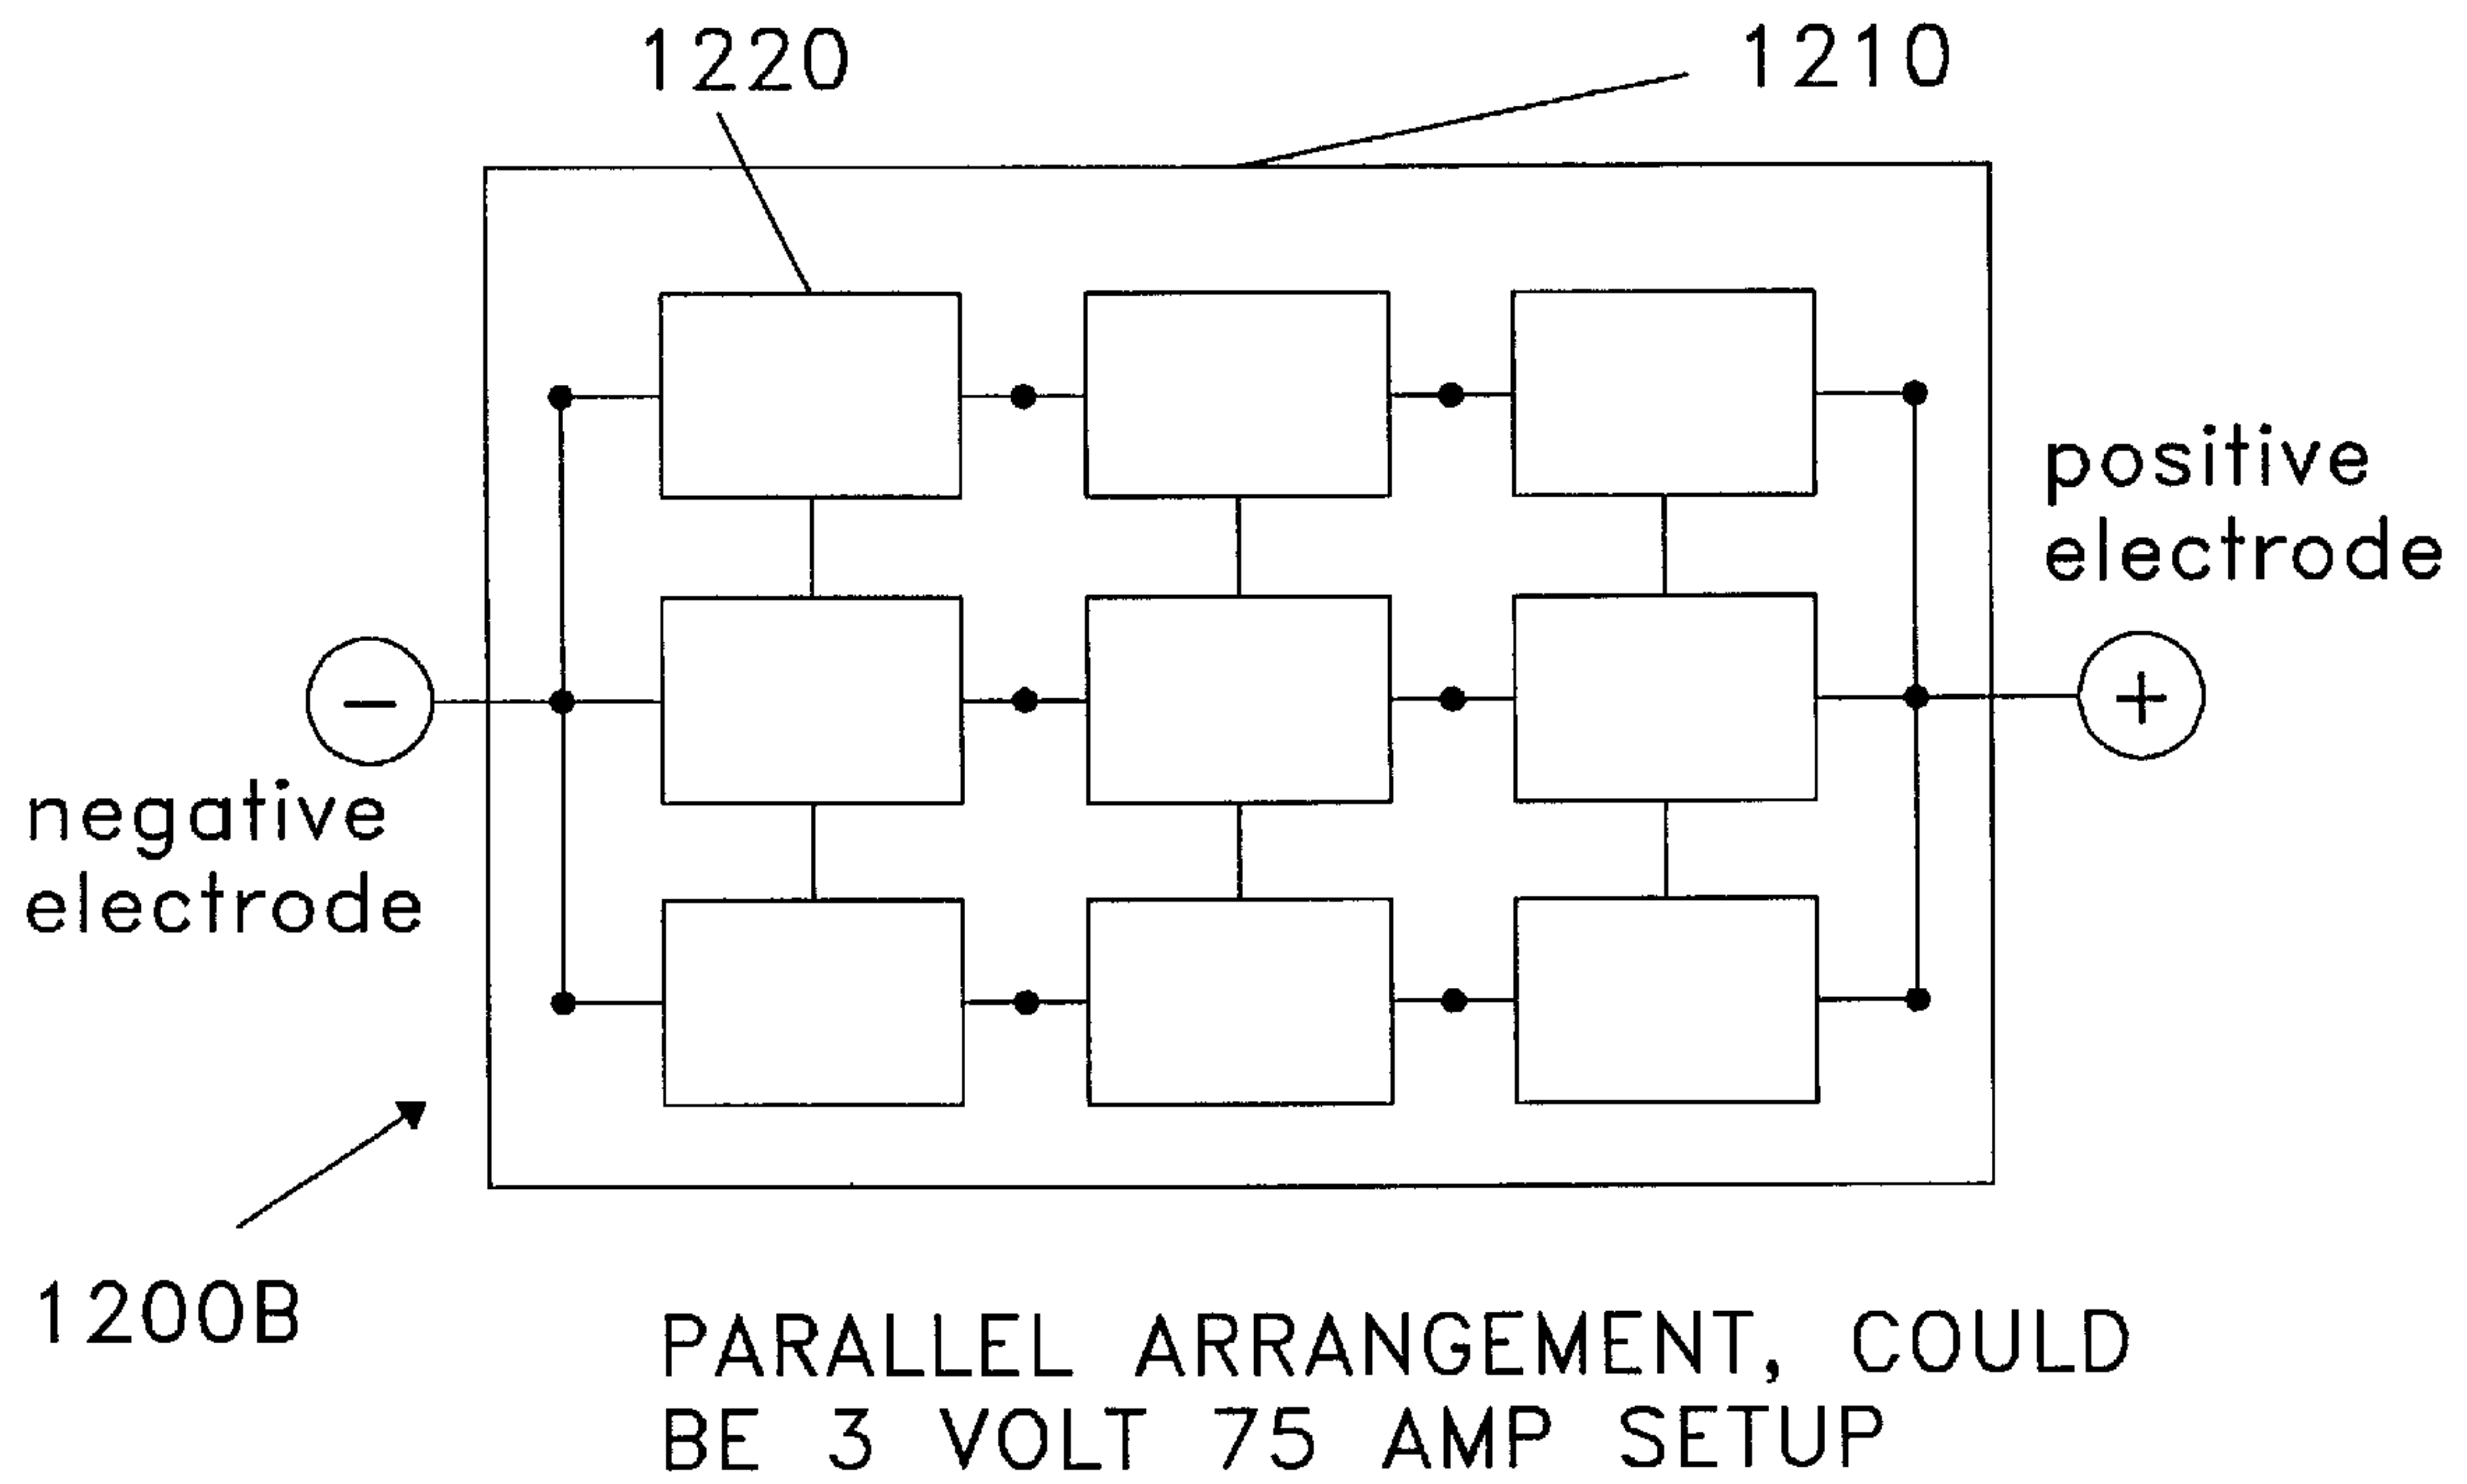 1220
1210
positive
electrode
+
−
negative
electrode
1200B
PARALLEL ARRANGEMENT, COULD
BE 3 VOLT 75 AMP SETUP